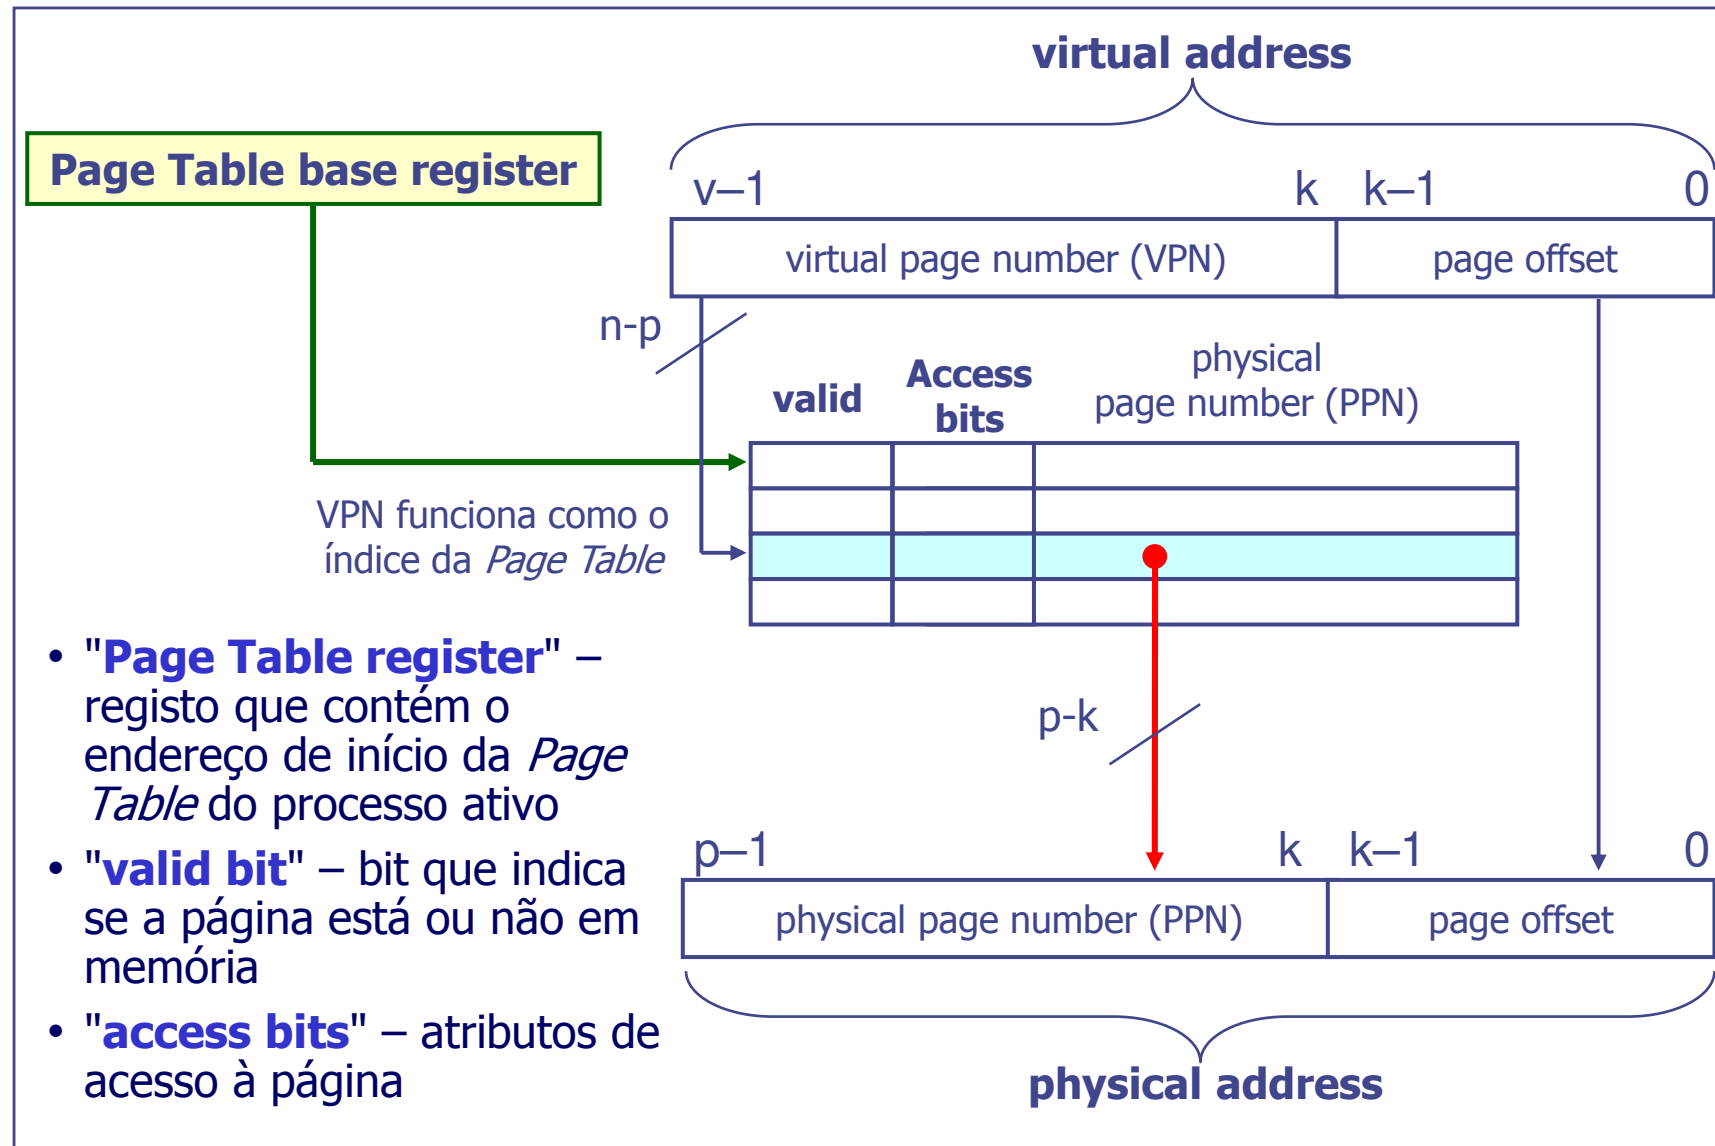 virtual address
Page Table base register
v–1 k k–1 0
virtual page number (VPN) page offset
n-p
valid
Access
bits
physical
page number (PPN)
VPN funciona como o
índice da Page Table
• "Page Table register" –
registo que contém o
endereço de início da Page
Table do processo ativo
• "valid bit" – bit que indica
se a página está ou não em
memória
• "access bits" – atributos de
acesso à página
p-k
p–1 k k–1 0
physical page number (PPN) page offset
physical address